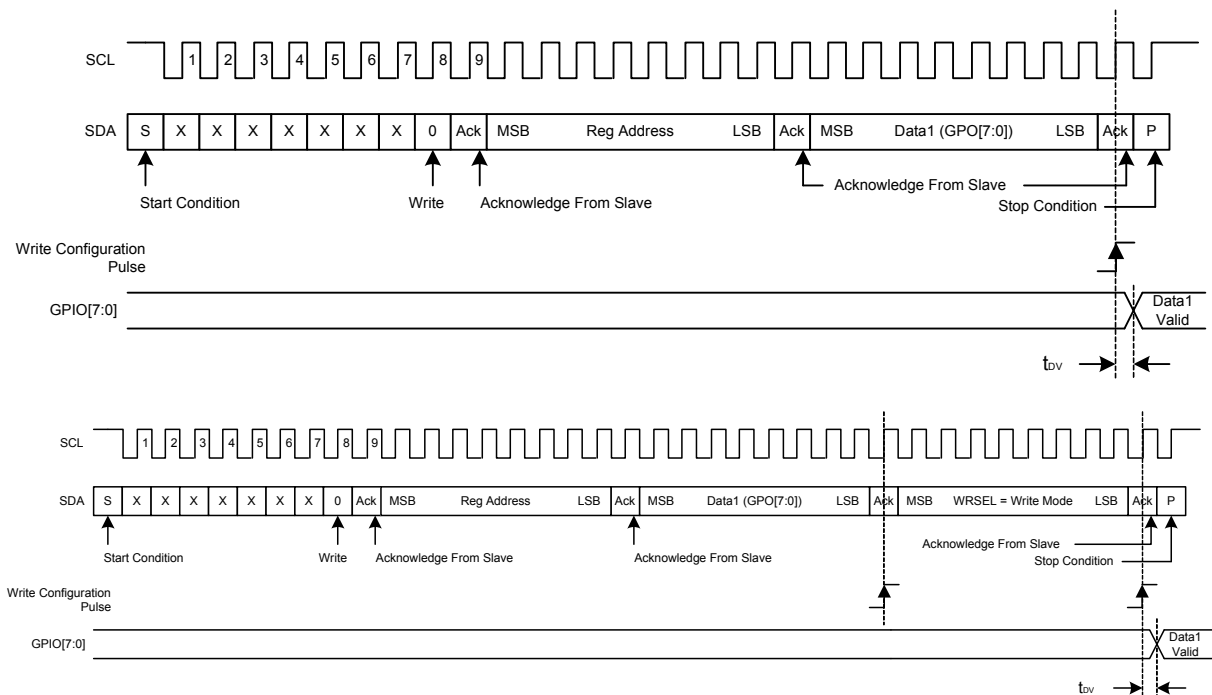 SCL 1 2 3 4 5 6 7 8 9
SDA S X X X X X X X 0 Ack MSB Reg Address LSB Ack MSB Data1 (GPO[7:0]) LSB Ack P
Start Condition Write Acknowledge From Slave Acknowledge From Slave
Stop Condition
Write Configuration
Pulse
GPIO[7:0] Data1
Valid
tDV
SCL 1 2 3 4 5 6 7 8 9
SDA S X X X X X X X 0 Ack MSB Reg Address LSB Ack MSB Data1 (GPO[7:0]) LSB Ack MSB WRSEL = Write Mode LSB Ack P
Acknowledge From Slave
Start Condition Write Acknowledge From Slave Acknowledge From Slave Stop Condition
Write Configuration
Pulse
GPIO[7:0] Data1
Valid
tDV